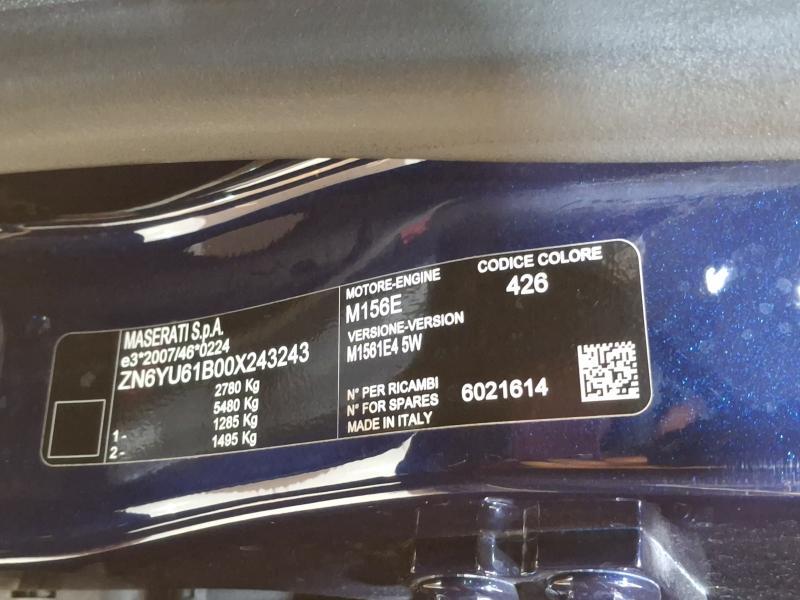 MASERATI S.p.A.
e3*2007/46*0224
ZN6YU61B00X243243
2780 Kg
5480 Kg
1- 1285 Kg
2- 1495 Kg
MOTORE-ENGINE
M156E
VERSIONE-VERSION
M1561E4 5W
CODICE COLORE
426
N° PER RICAMBI
N° FOR SPARES
6021614
MADE IN ITALY